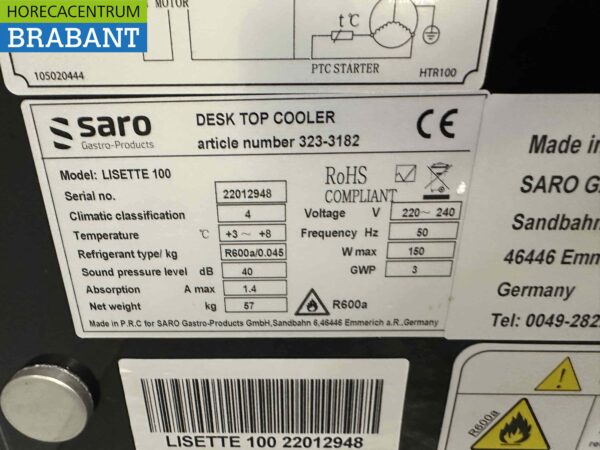 HORECACENTRUM
BRABANT
MOTOR
t℃
PTC STARTER
105020444
HTR100
saro
Gastro-Products
DESK TOP COOLER
article number 323-3182
CE
Model: LISETTE 100
RoHS
COMPLIANT
Serial no. 22012948
Climatic classification 4
Temperature ℃ +3～ +8
Refrigerant type/ kg R600a/0.045
Sound pressure level dB 40
Absorption A max 1.4
Net weight kg 57
Voltage V 220～ 240
Frequency Hz 50
W max 150
GWP 3
R600a
Made in P.R.C for SARO Gastro-Products GmbH,Sandbahn 6,46446 Emmerich a.R.,Germany
Made in
SARO
Sandbahn
46446
Germany
Tel: 0049-282
LISETTE 100 22012948
R600a